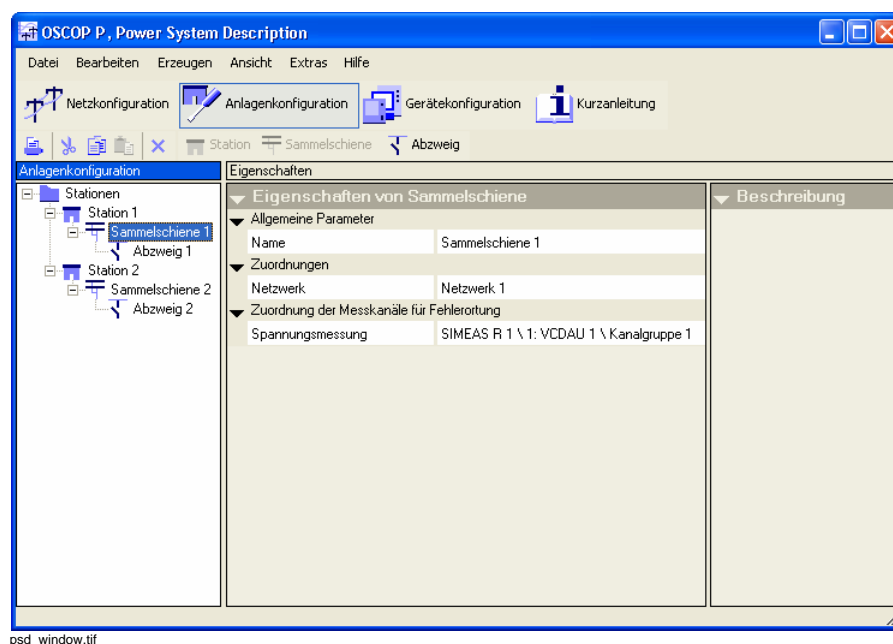 OSCOP P, Power System Description
Datei Bearbeiten Erzeugen Ansicht Extras Hilfe
Netzkonfiguration Anlagenkonfiguration Gerätekonfiguration Kurzanleitung
Station Sammelschiene Abzweig
Anlagenkonfiguration
Stationen
Station 1
Sammelschiene 1
Abzweig 1
Station 2
Sammelschiene 2
Abzweig 2
Eigenschaften
Eigenschaften von Sammelschiene
Allgemeine Parameter
Name Sammelschiene 1
Zuordnungen
Netzwerk Netzwerk 1
Zuordnung der Messkanäle für Fehlerortung
Spannungsmessung SIMEAS R 1 \ 1: VCDAU 1 \ Kanalgruppe 1
Beschreibung
psd_window.tif